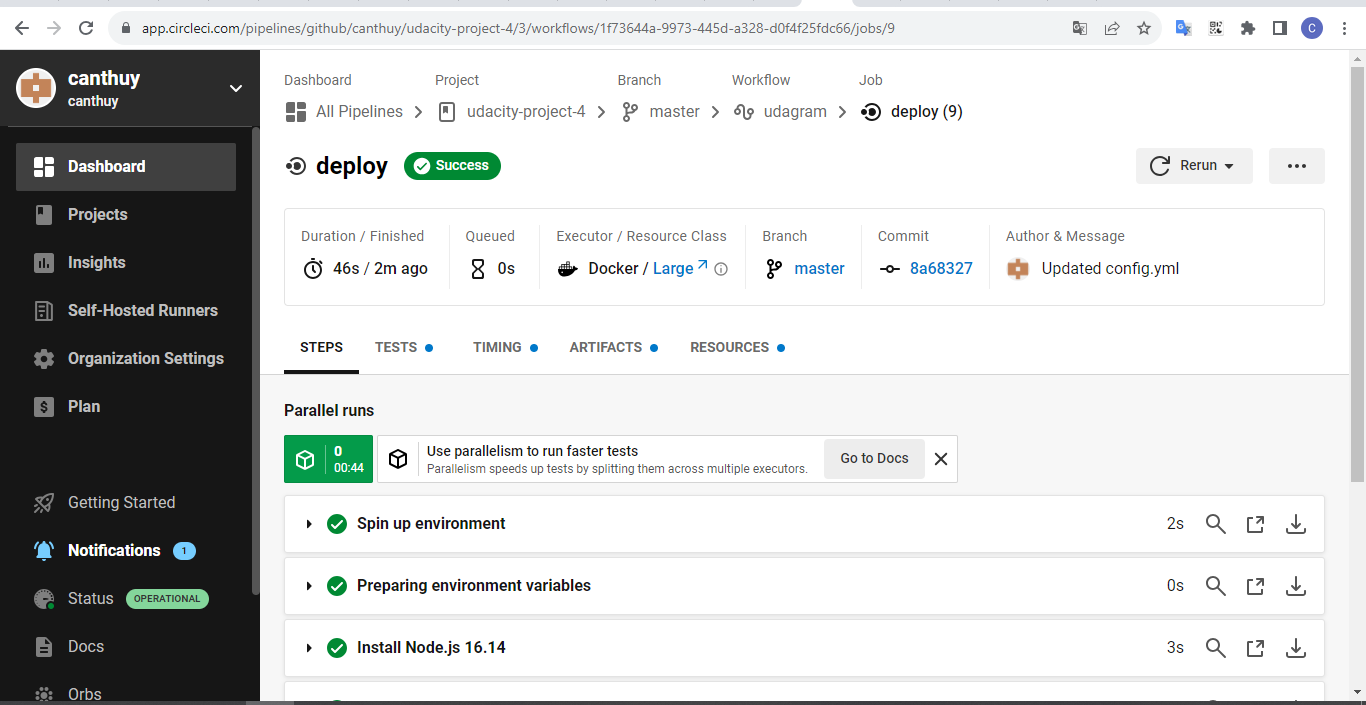 app.circleci.com/pipelines/github/canthuy/udacity-project-4/3/workflows/1f73644a-9973-445d-a328-d0f4f25fdc66/jobs/9
C
canthuy
canthuy
Dashboard
Projects
Insights
Self-Hosted Runners
Organization Settings
Plan
Getting Started
Notifications 1
Status OPERATIONAL
Docs
Orbs
Dashboard Project Branch Workflow Job
All Pipelines udacity-project-4 master udagram deploy (9)
deploy Success
Rerun
Duration / Finished Queued Executor / Resource Class Branch Commit Author & Message
46s / 2m ago 0s Docker / Large master 8a68327 Updated config.yml
STEPS TESTS TIMING ARTIFACTS RESOURCES
Parallel runs
0
00:44
Use parallelism to run faster tests
Parallelism speeds up tests by splitting them across multiple executors.
Go to Docs
Spin up environment 2s
Preparing environment variables 0s
Install Node.js 16.14 3s